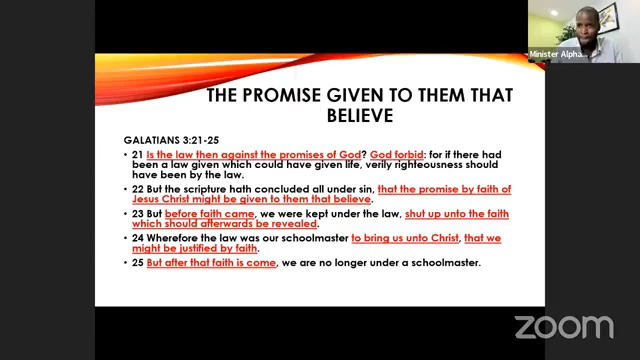 Minister Alpha
THE PROMISE GIVEN TO THEM THAT
BELIEVE
GALATIANS 3:21-25
• 21 Is the law then against the promises of God? God forbid: for if there had
been a law given which could have given life, verily righteousness should
have been by the law.
• 22 But the scripture hath concluded all under sin, that the promise by faith of
Jesus Christ might be given to them that believe.
• 23 But before faith came, we were kept under the law, shut up unto the faith
which should afterwards be revealed.
• 24 Wherefore the law was our schoolmaster to bring us unto Christ, that we
might be justified by faith.
• 25 But after that faith is come, we are no longer under a schoolmaster.
zoom